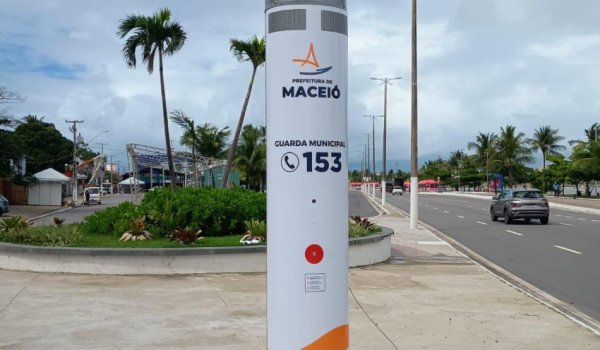 PREFEITURA DE
MACEIÓ
GUARDA MUNICIPAL
153